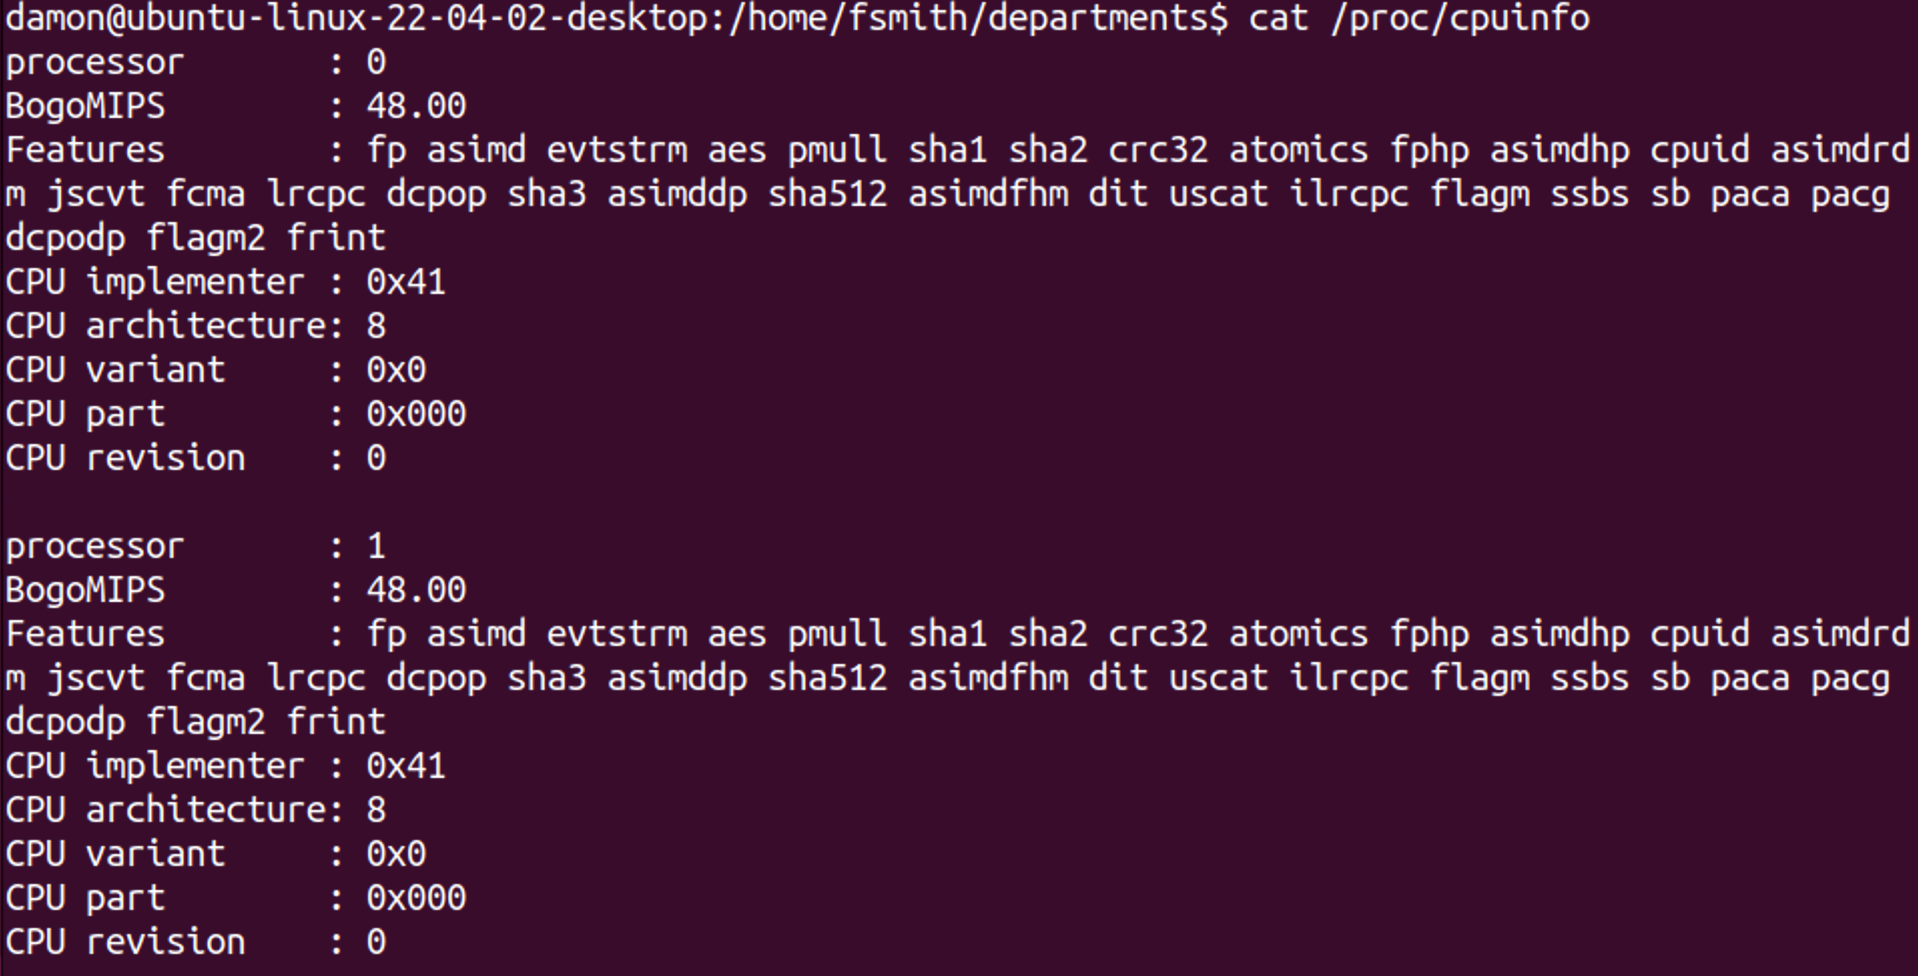 damon@ubuntu-linux-22-04-02-desktop:/home/fsmith/departments$ cat /proc/cpuinfo
processor       : 0
BogoMIPS        : 48.00
Features        : fp asimd evtstrm aes pmull sha1 sha2 crc32 atomics fphp asimdhp cpuid asimdrd
m jscvt fcma lrcpc dcpop sha3 asimddp sha512 asimdfhm dit uscat ilrcpc flagm ssbs sb paca pacg
dcpodp flagm2 frint
CPU implementer : 0x41
CPU architecture: 8
CPU variant     : 0x0
CPU part        : 0x000
CPU revision    : 0

processor       : 1
BogoMIPS        : 48.00
Features        : fp asimd evtstrm aes pmull sha1 sha2 crc32 atomics fphp asimdhp cpuid asimdrd
m jscvt fcma lrcpc dcpop sha3 asimddp sha512 asimdfhm dit uscat ilrcpc flagm ssbs sb paca pacg
dcpodp flagm2 frint
CPU implementer : 0x41
CPU architecture: 8
CPU variant     : 0x0
CPU part        : 0x000
CPU revision    : 0